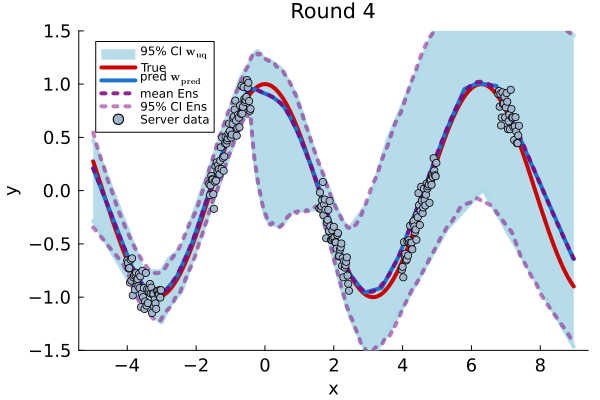 Round 4
95% CI w_uq
True
pred w_pred
mean Ens
95% CI Ens
Server data
y
1.5
1.0
0.5
0.0
−0.5
−1.0
−1.5
−4 −2 0 2 4 6 8
x